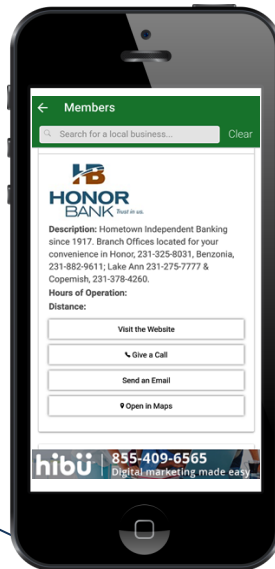 Members
Search for a local business...
Clear
HB
HONOR
BANK Trust in us.
Description: Hometown Independent Banking
since 1917. Branch Offices located for your
convenience in Honor, 231-325-8031, Benzonia,
231-882-9611; Lake Ann 231-275-7777 &
Copemish, 231-378-4260.
Hours of Operation:
Distance:
Visit the Website
Give a Call
Send an Email
Open in Maps
hibü
855-409-6565
Digital marketing made easy